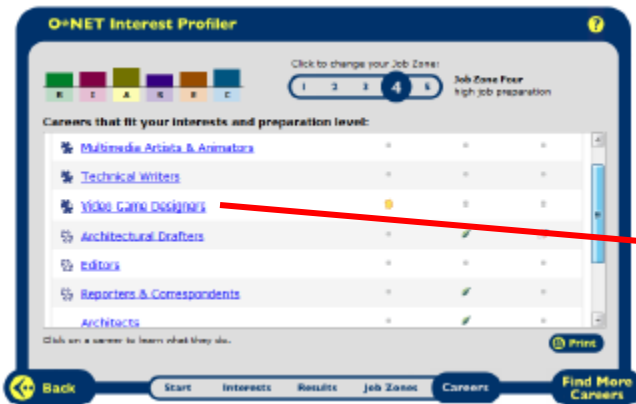 O*NET Interest Profiler
?
Click to change your Job Zone:
R I A S E C
1 2 3 4 5
Job Zone Four
high job preparation
Careers that fit your interests and preparation level:
Multimedia Artists & Animators
Technical Writers
Video Game Designers
Architectural Drafters
Editors
Reporters & Correspondents
Architects
Click on a career to learn what they do.
Print
Back
Start Interests Results Job Zones Careers
Find More
Careers